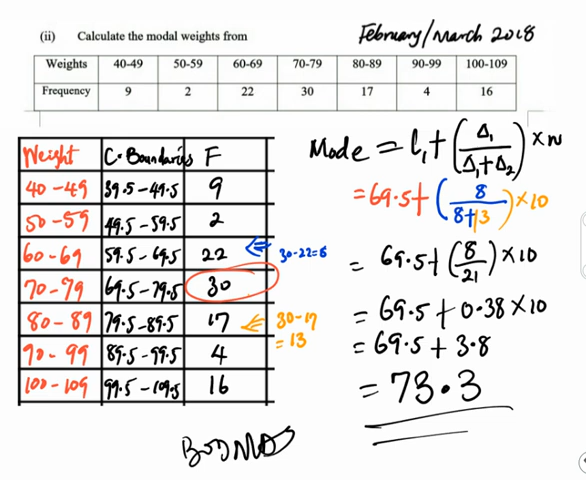 (ii) Calculate the modal weights from
February/March 2018
Weights 40-49 50-59 60-69 70-79 80-89 90-99 100-109
Frequency 9 2 22 30 17 4 16
Weight C. Boundaries F
40-49 39.5-49.5 9
50-59 49.5-59.5 2
60-69 59.5-69.5 22 30-22=8
70-79 69.5-79.5 30
80-89 79.5-89.5 17 30-17
= 13
90-99 89.5-99.5 4
100-109 99.5-109.5 16
Mode = L₁ + (Δ₁/(Δ₁+Δ₂)) × w
= 69.5 + (8/(8+13)) × 10
= 69.5 + (8/21) × 10
= 69.5 + 0.38 × 10
= 69.5 + 3.8
= 73.3
BODMAS